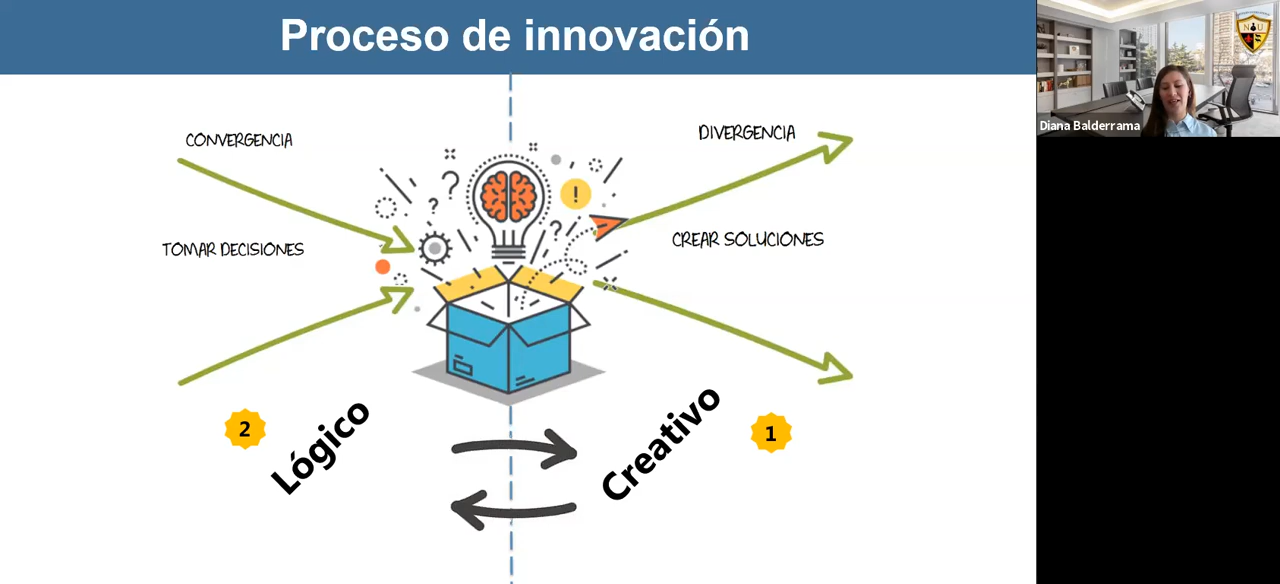 Proceso de innovación
CONVERGENCIA
DIVERGENCIA
TOMAR DECISIONES
CREAR SOLUCIONES
!
?
?
?
2
Lógico
Creativo
1
Diana Balderrama